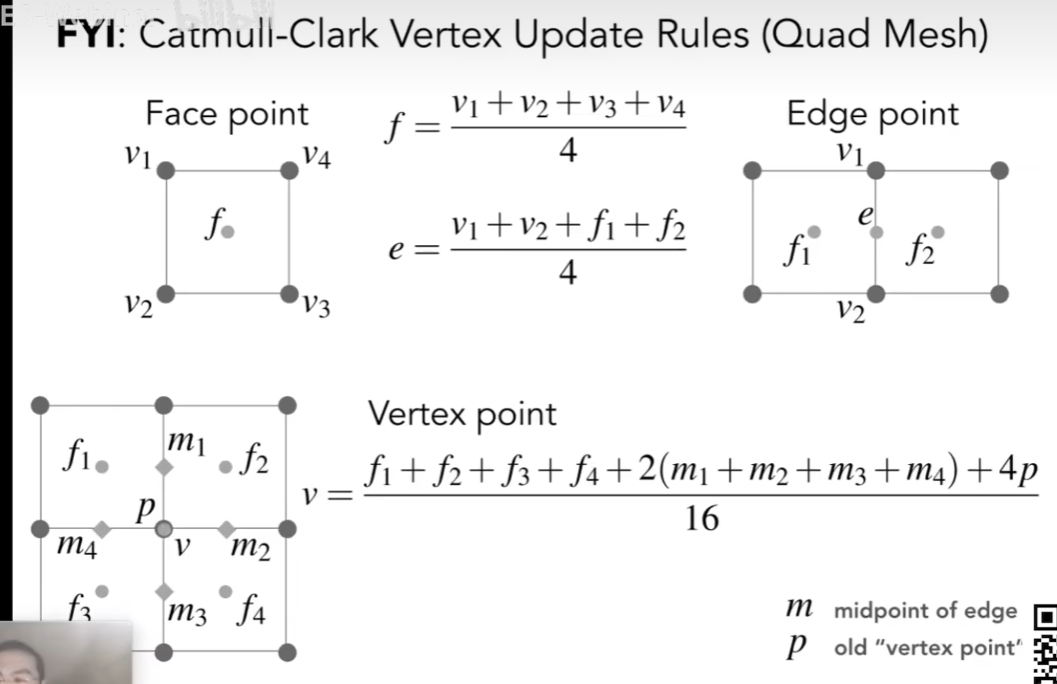 FYI: Catmull-Clark Vertex Update Rules (Quad Mesh)
Face point
f = (v₁ + v₂ + v₃ + v₄) / 4
Edge point
v₁
v₄
f
v₂
v₃
e = (v₁ + v₂ + f₁ + f₂) / 4
v₁
e
f₁
f₂
v₂
Vertex point
v = (f₁ + f₂ + f₃ + f₄ + 2(m₁ + m₂ + m₃ + m₄) + 4p) / 16
f₁
m₁
f₂
p
m₄
v
m₂
f₃
m₃
f₄
m midpoint of edge
p old “vertex point”